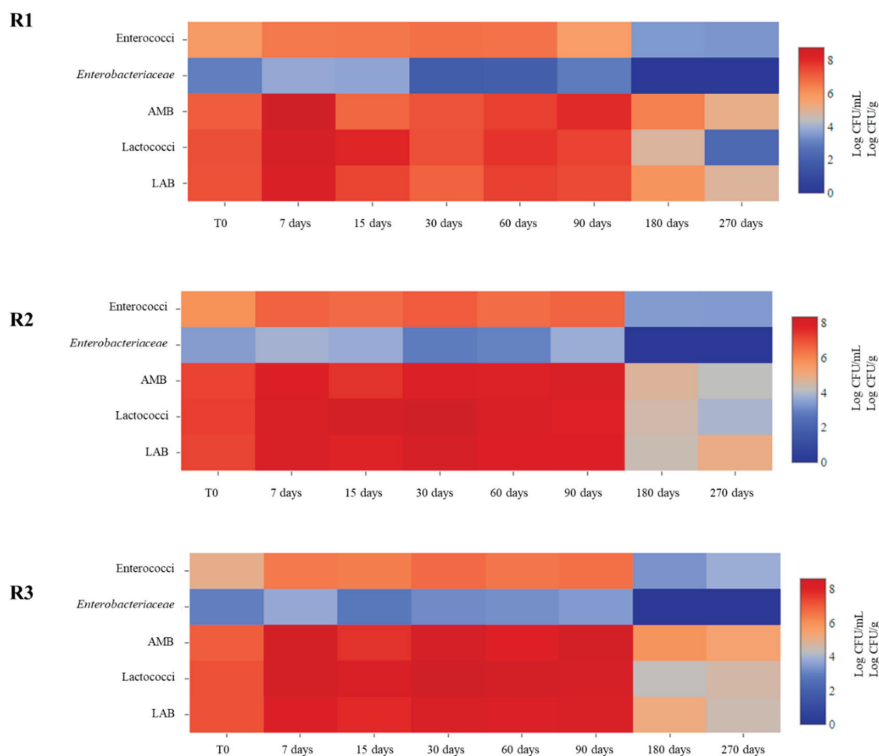 R1
Enterococci
Enterobacteriaceae
AMB
Lactococci
LAB
T0 7 days 15 days 30 days 60 days 90 days 180 days 270 days
8
6
4
2
0
Log CFU/mL
Log CFU/g
R2
Enterococci
Enterobacteriaceae
AMB
Lactococci
LAB
T0 7 days 15 days 30 days 60 days 90 days 180 days 270 days
8
6
4
2
0
Log CFU/mL
Log CFU/g
R3
Enterococci
Enterobacteriaceae
AMB
Lactococci
LAB
T0 7 days 15 days 30 days 60 days 90 days 180 days 270 days
8
6
4
2
0
Log CFU/mL
Log CFU/g